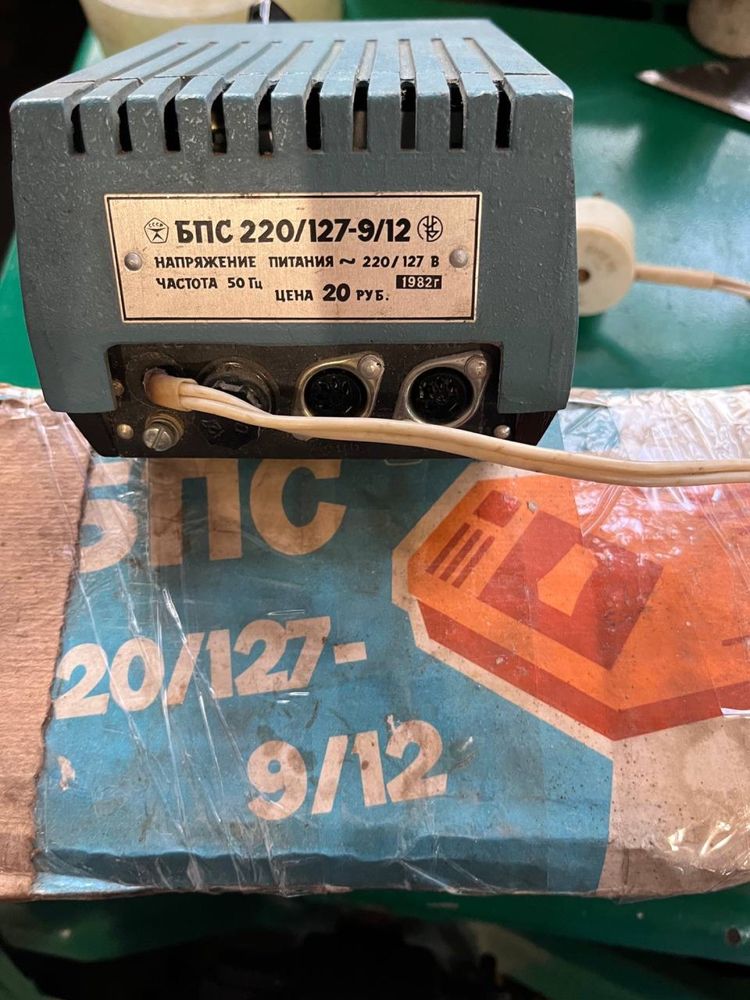 БПС 220/127-9/12
НАПРЯЖЕНИЕ ПИТАНИЯ ~ 220/127 В
ЧАСТОТА 50 Гц 1982г
ЦЕНА 20 РУБ.
БПС
20/127-
9/12